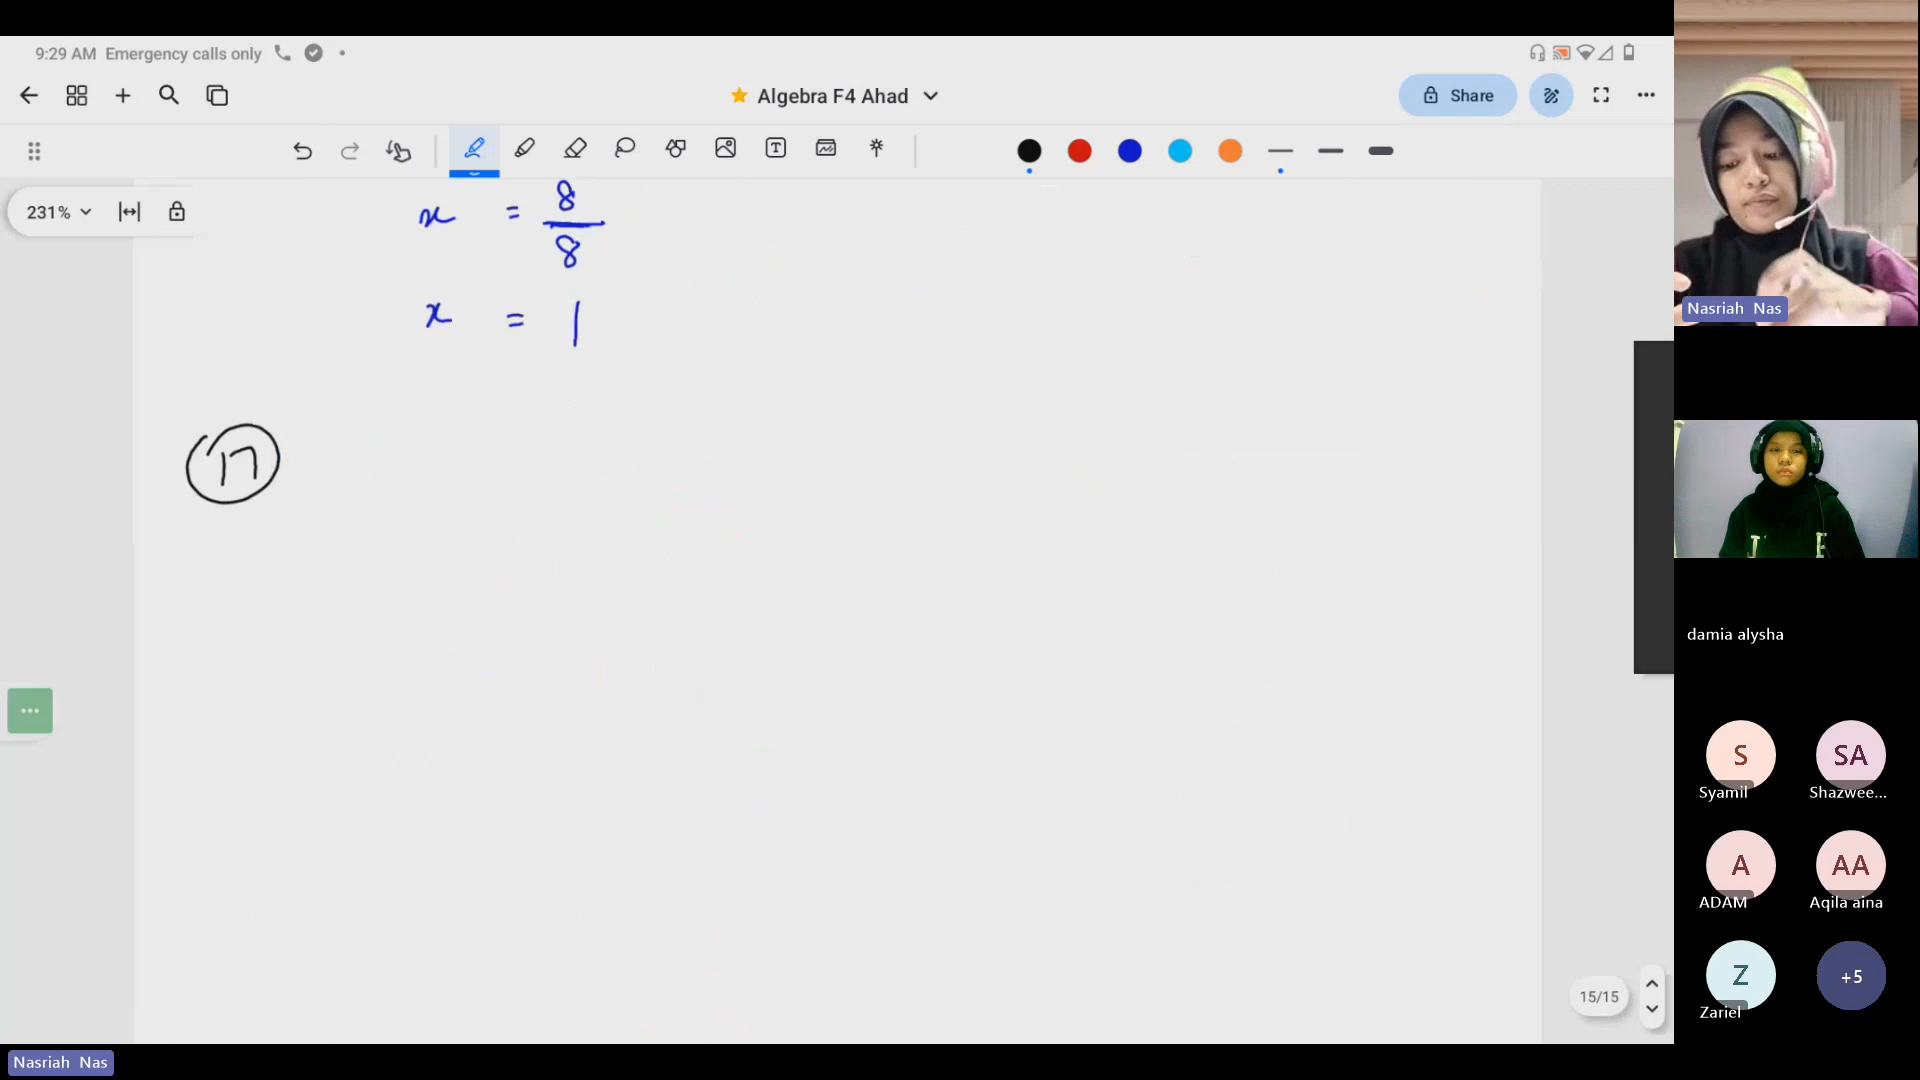 9:29 AM Emergency calls only
Algebra F4 Ahad
Share
231%
x = 8/8
x = 1
17
Nasriah Nas
damia alysha
S
SA
Syamil
Shazwee...
A
AA
ADAM
Aqila aina
Z
+5
Zariel
15/15
Nasriah Nas